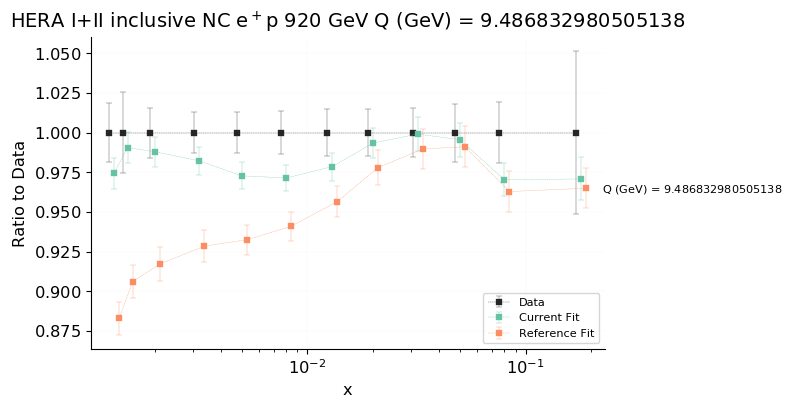 HERA I+II inclusive NC e⁺p 920 GeV Q (GeV) = 9.486832980505138
Ratio to Data
1.050
1.025
1.000
0.975
0.950
0.925
0.900
0.875
Q (GeV) = 9.486832980505138
Data
Current Fit
Reference Fit
10⁻²
10⁻¹
x